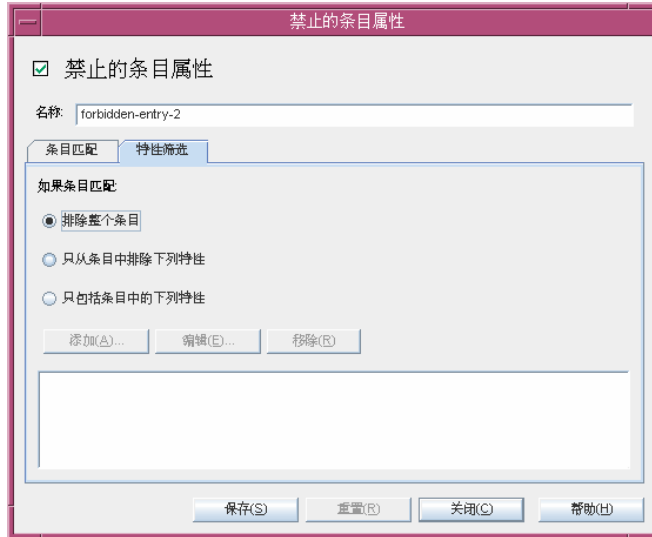 禁止的条目属性
禁止的条目属性
名称: forbidden-entry-2
条目匹配 特性筛选
如果条目匹配:
排除整个条目
只从条目中排除下列特性
只包括条目中的下列特性
添加(A)... 编辑(E)... 移除(R)
保存(S) 重置(R) 关闭(C) 帮助(H)